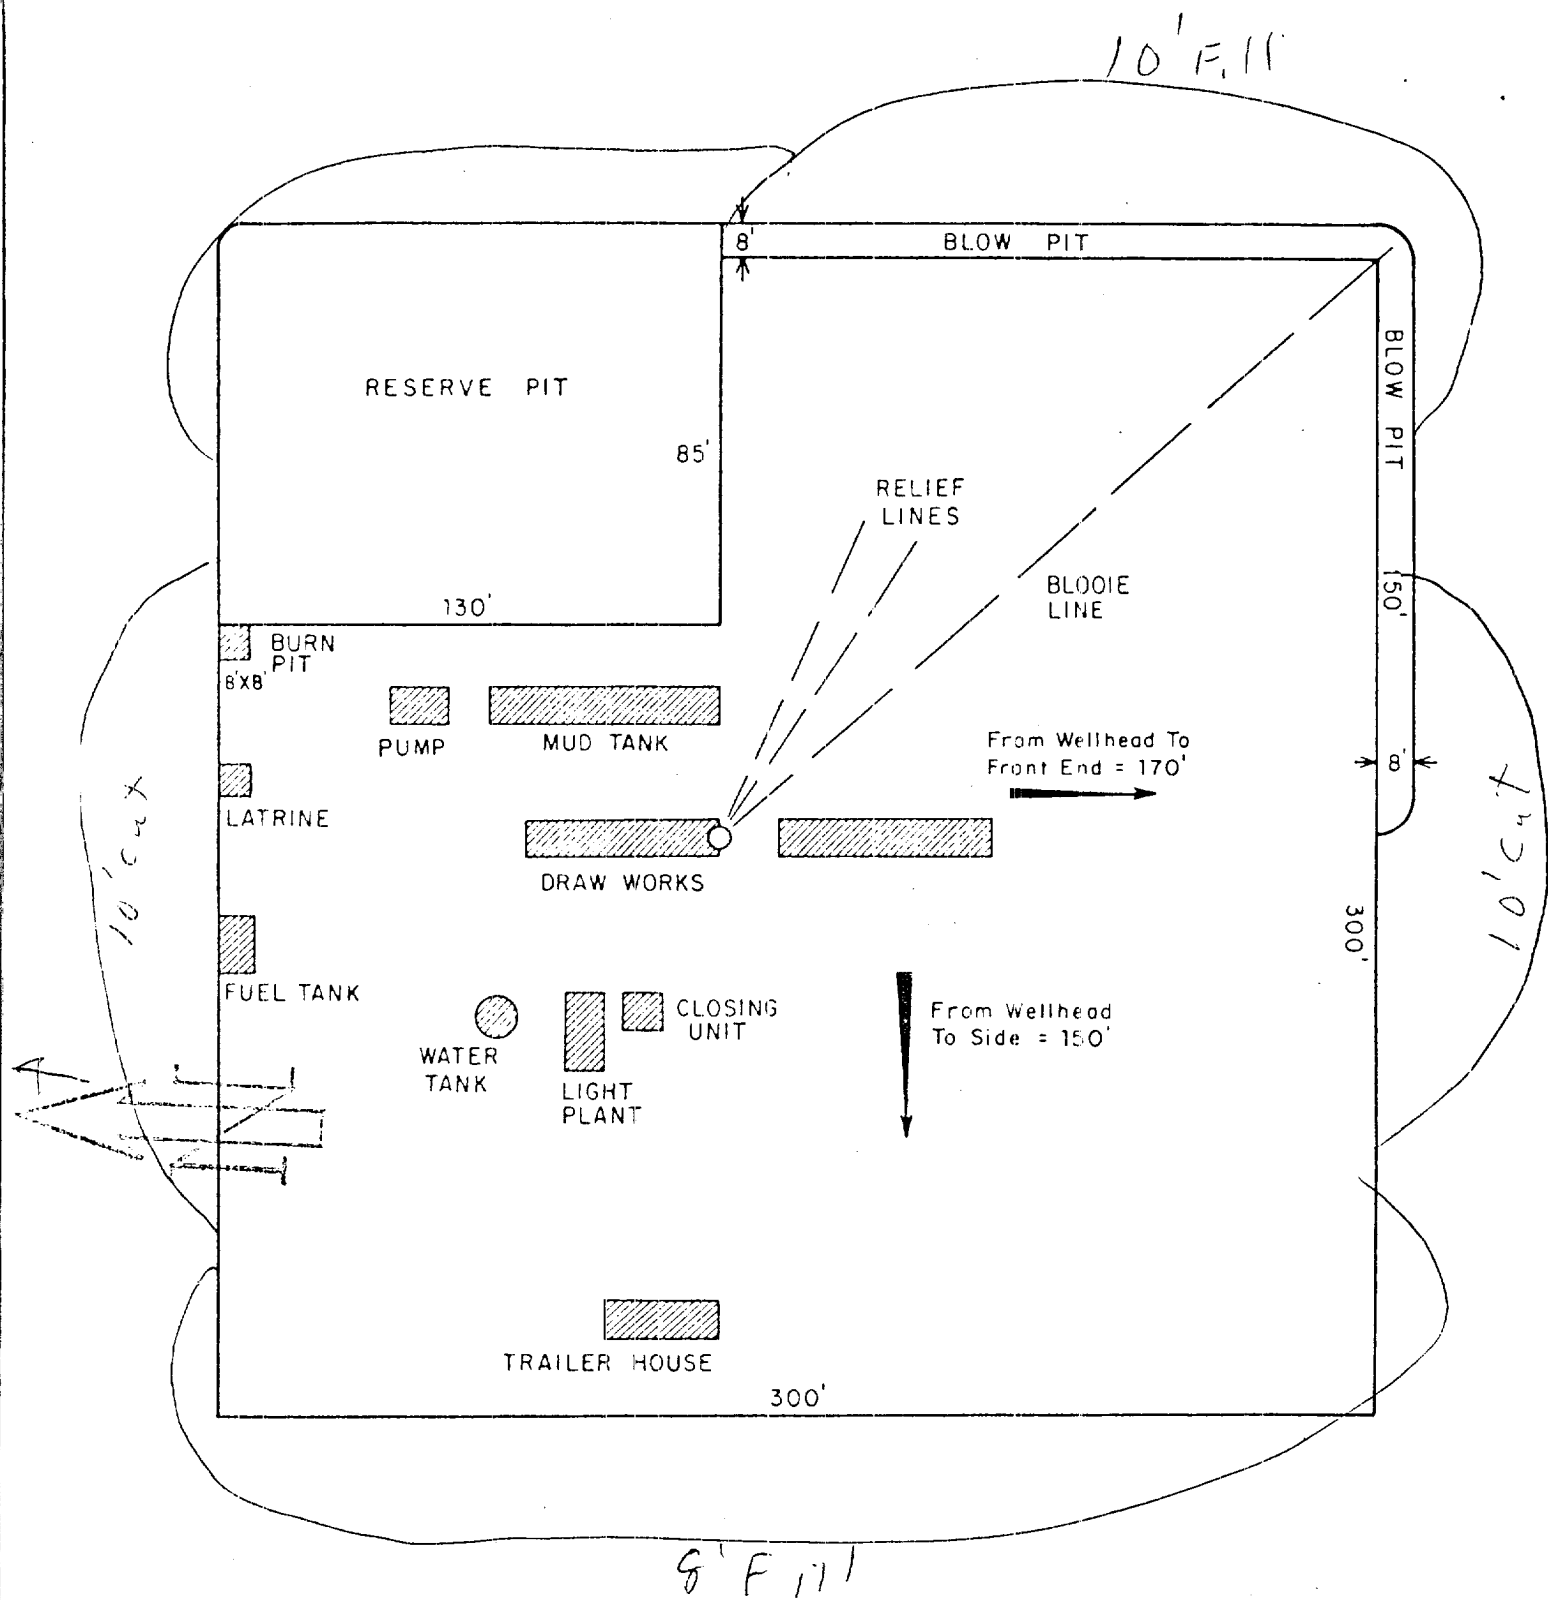 10' Fill
8'
BLOW PIT
BLOW PIT
RESERVE PIT
85'
RELIEF
LINES
BLOOIE
LINE
150'
130'
BURN
PIT
8'X8'
PUMP
MUD TANK
From Wellhead To
Front End = 170'
8'
LATRINE
10' Cut
DRAW WORKS
10' Cut
300'
FUEL TANK
CLOSING
UNIT
From Wellhead
To Side = 150'
WATER
TANK
LIGHT
PLANT
N
TRAILER HOUSE
300'
8' Fill